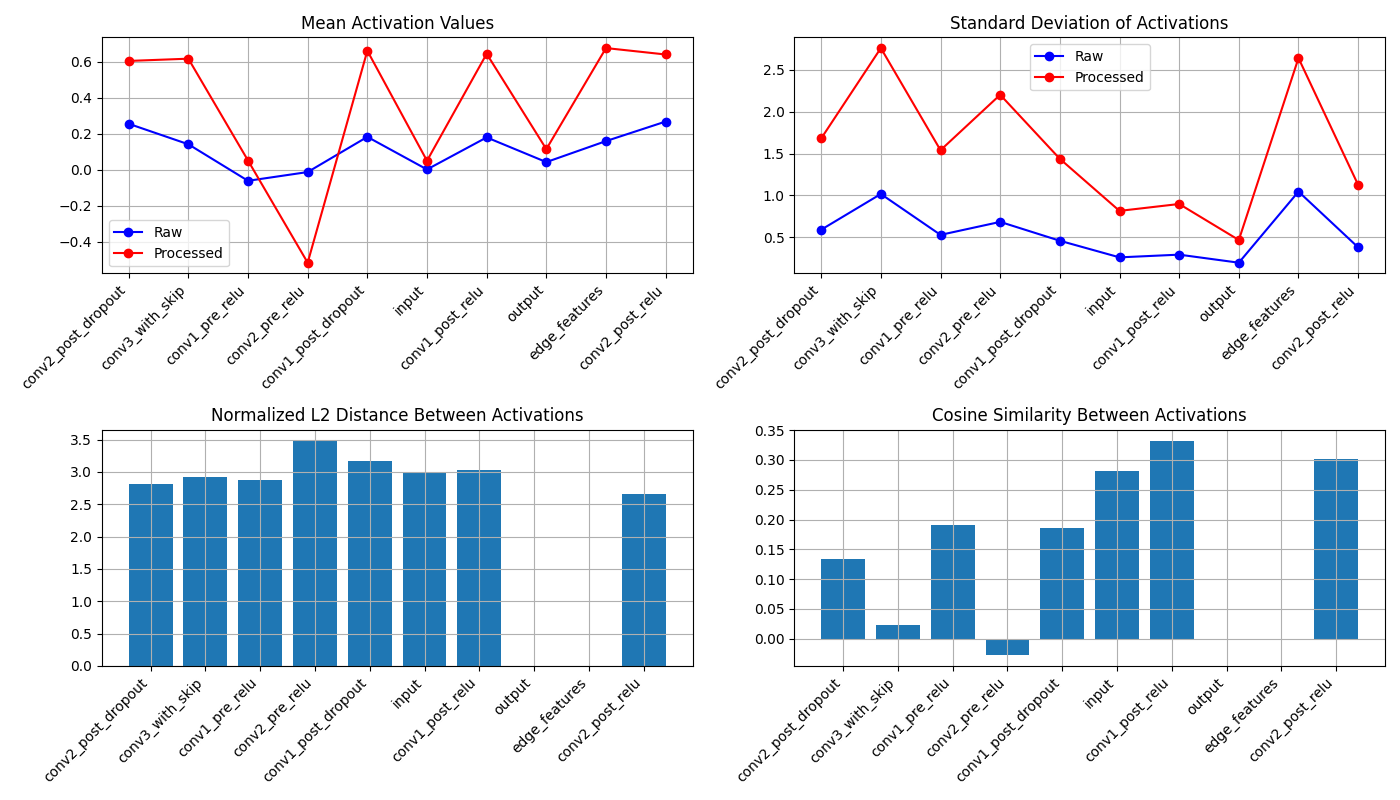 Mean Activation Values
0.6
0.4
0.2
0.0
−0.2
−0.4
Raw
Processed
conv2_post_dropout
conv3_with_skip
conv1_pre_relu
conv2_pre_relu
conv1_post_dropout
input
conv1_post_relu
output
edge_features
conv2_post_relu
Standard Deviation of Activations
2.5
2.0
1.5
1.0
0.5
Raw
Processed
conv2_post_dropout
conv3_with_skip
conv1_pre_relu
conv2_pre_relu
conv1_post_dropout
input
conv1_post_relu
output
edge_features
conv2_post_relu
Normalized L2 Distance Between Activations
3.5
3.0
2.5
2.0
1.5
1.0
0.5
0.0
conv2_post_dropout
conv3_with_skip
conv1_pre_relu
conv2_pre_relu
conv1_post_dropout
input
conv1_post_relu
output
edge_features
conv2_post_relu
Cosine Similarity Between Activations
0.35
0.30
0.25
0.20
0.15
0.10
0.05
0.00
conv2_post_dropout
conv3_with_skip
conv1_pre_relu
conv2_pre_relu
conv1_post_dropout
input
conv1_post_relu
output
edge_features
conv2_post_relu